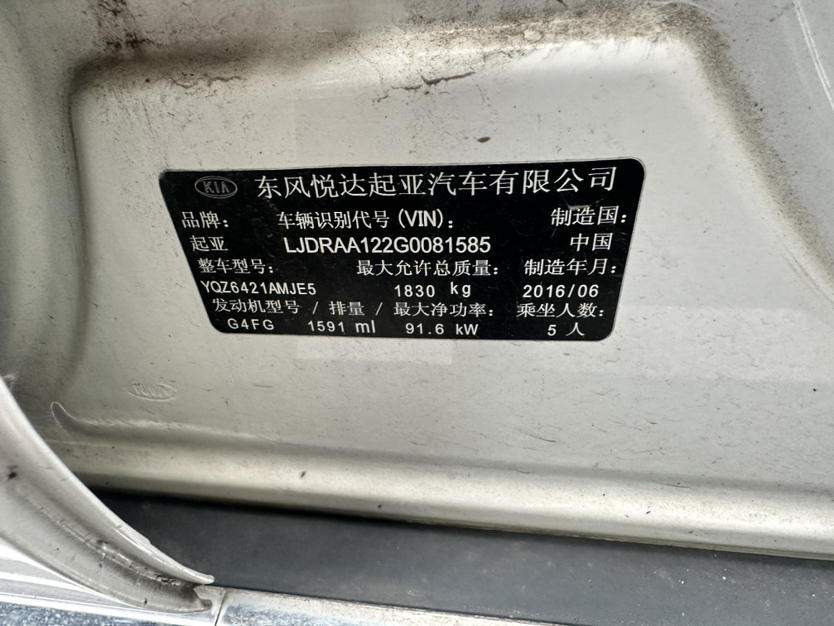 KIA 东风悦达起亚汽车有限公司
品牌: 车辆识别代号(VIN): 制造国:
起亚 LJDRAA122G0081585 中国
整车型号: 最大允许总质量: 制造年月:
YQZ6421AMJE5 1830 kg 2016/06
发动机型号/排量/最大净功率: 乘坐人数:
G4FG 1591 ml 91.6 kW 5人